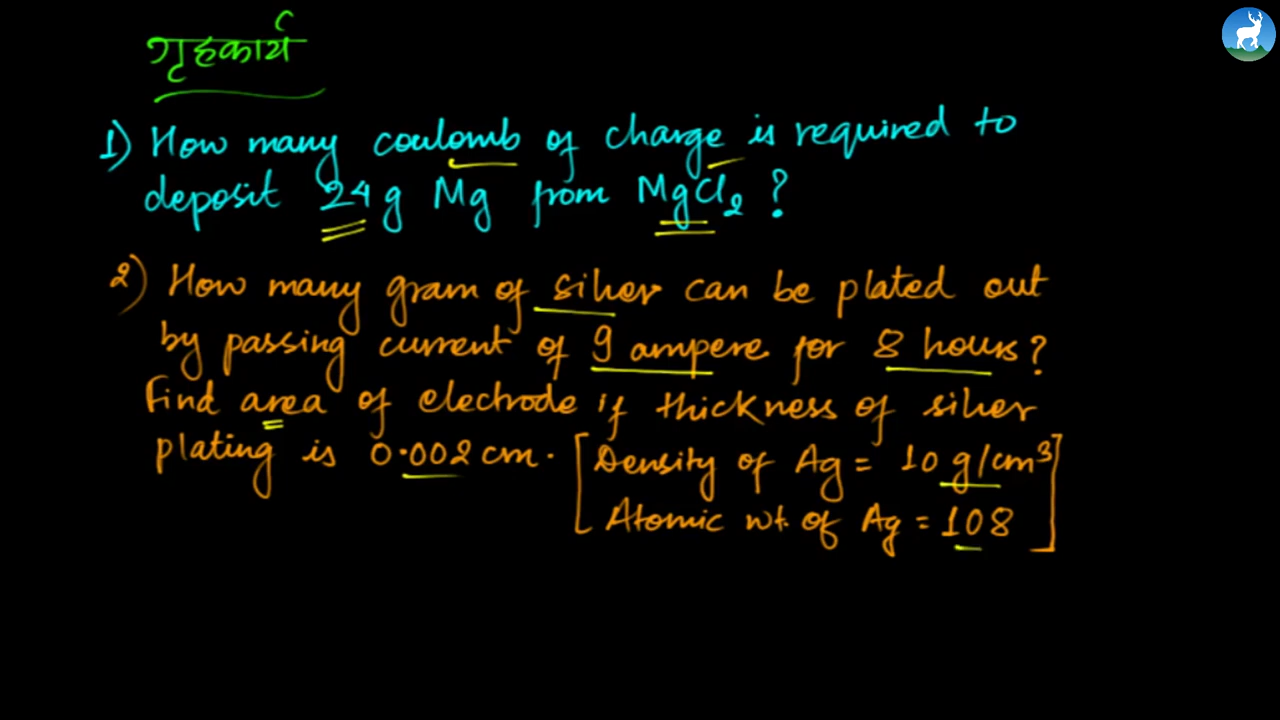 गृहकार्य
1) How many coulomb of charge is required to
deposit 24g Mg from MgCl₂ ?
2) How many gram of silver can be plated out
by passing current of 9 ampere for 8 hours?
Find area of electrode if thickness of silver
plating is 0.002 cm. [Density of Ag = 10 g/cm³
Atomic wt. of Ag = 108]